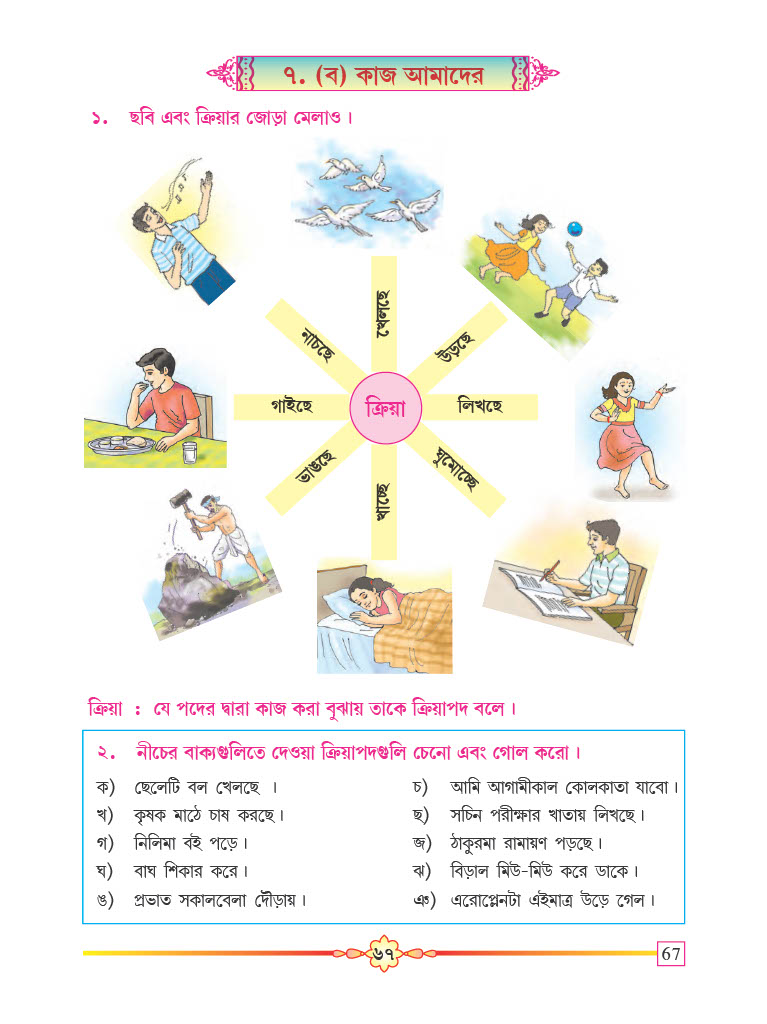 ৭. (ব) কাজ আমাদের
১. ছবি এবং ক্রিয়ার জোড়া মেলাও।
খেলছে
নাচছে
উড়ছে
গাইছে
ক্রিয়া
লিখছে
ভাঙছে
ঘুমোচ্ছে
খাচ্ছে
ক্রিয়া : যে পদের দ্বারা কাজ করা বুঝায় তাকে ক্রিয়াপদ বলে।
২. নীচের বাক্যগুলিতে দেওয়া ক্রিয়াপদগুলি চেনো এবং গোল করো।
ক) ছেলেটি বল খেলছে ।
খ) কৃষক মাঠে চাষ করছে।
গ) নিলিমা বই পড়ে।
ঘ) বাঘ শিকার করে।
ঙ) প্রভাত সকালবেলা দৌড়ায়।
চ) আমি আগামীকাল কোলকাতা যাবো।
ছ) সচিন পরীক্ষার খাতায় লিখছে।
জ) ঠাকুরমা রামায়ণ পড়ছে।
ঝ) বিড়াল মিউ-মিউ করে ডাকে।
ঞ) এরোপ্লেনটা এইমাত্র উড়ে গেল।
৬৭
67